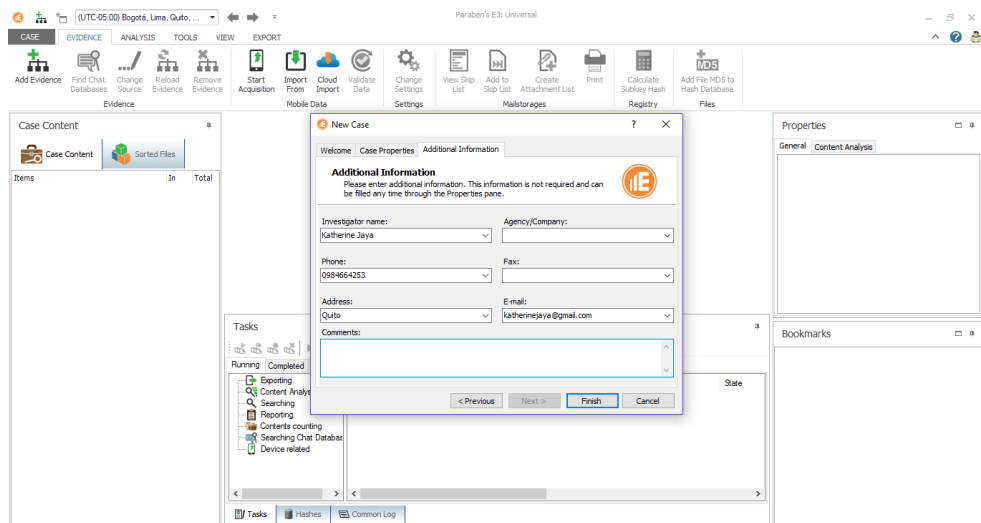 (UTC-05:00) Bogotá, Lima, Quito, ...
Paraben's E3: Universal
CASE EVIDENCE ANALYSIS TOOLS VIEW EXPORT
Add Evidence
Find Chat Databases
Change Source
Reload Evidence
Remove Evidence
Start Acquisition
Import From
Cloud Import
Validate Data
Change Settings
View Skip List
Add to Skip List
Create Attachment List
Print
Calculate Subkey Hash
MD5
Add File MD5 to Hash Database
Evidence Mobile Data Settings Mailstorages Registry Files
Case Content
Case Content Sorted Files
Items In Total
New Case ? X
Welcome Case Properties Additional Information
Additional Information
Please enter additional information. This information is not required and can
be filled any time through the Properties pane.
Investigator name: Agency/Company:
Katherine Jaya
Phone: Fax:
0984664253
Address: E-mail:
Quito katherinejaya@gmail.com
Comments:
< Previous Next > Finish Cancel
Properties
General Content Analysis
Bookmarks
Tasks
Running Completed
State
Exporting
Content Analys
Searching
Reporting
Contents counting
Searching Chat Databas
Device related
Tasks Hashes Common Log